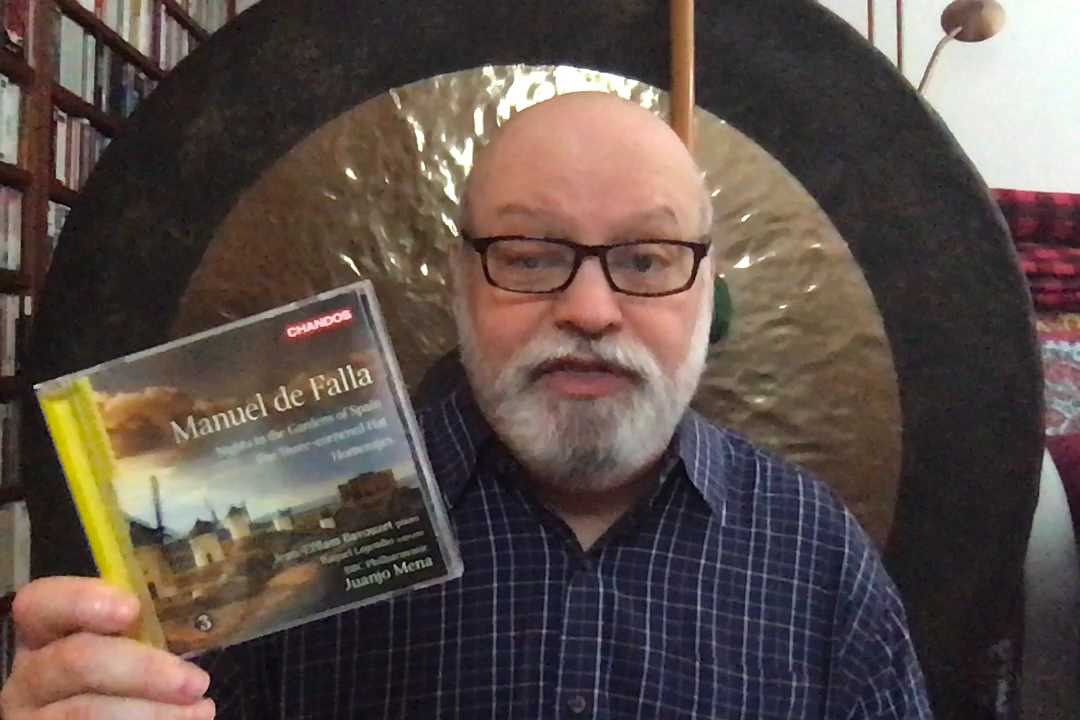 CHANDOS
Manuel de Falla
Nights in the Gardens of Spain
The Three-cornered Hat
Homenajes
Jean-Efflam Bavouzet piano
Raquel Lojendio soprano
BBC Philharmonic
Juanjo Mena
3